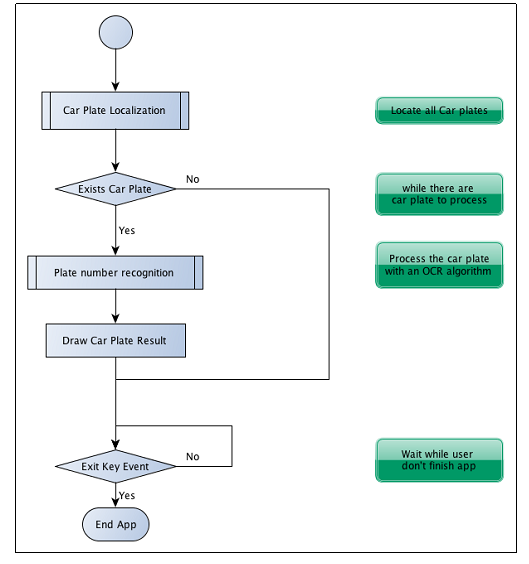 Car Plate Localization
Locate all Car plates
Exists Car Plate
No
while there are
car plate to process
Yes
Plate number recognition
Process the car plate
with an OCR algorithm
Draw Car Plate Result
Exit Key Event
No
Wait while user
don't finish app
Yes
End App